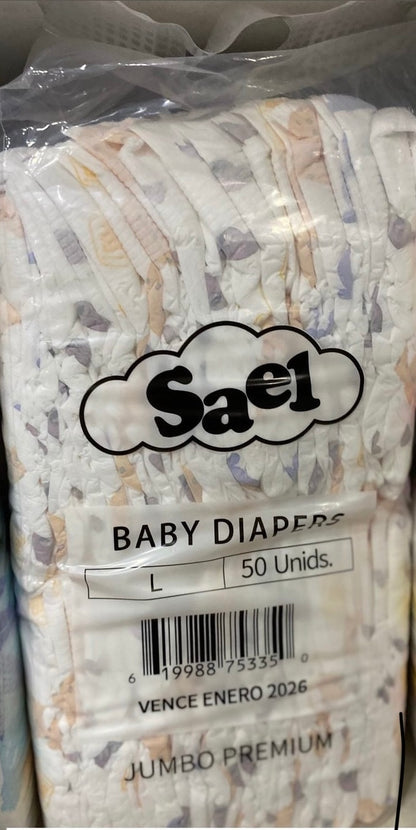 Sael
BABY DIAPERS
L 50 Unids.
6 19988 75335 0
VENCE ENERO 2026
JUMBO PREMIUM